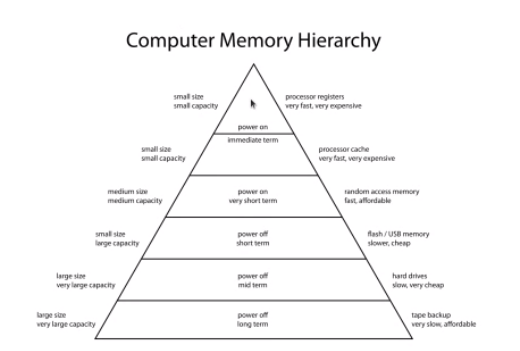 Computer Memory Hierarchy
small size
small capacity
processor registers
very fast, very expensive
power on
immediate term
small size
small capacity
processor cache
very fast, very expensive
medium size
medium capacity
power on
very short term
random access memory
fast, affordable
small size
large capacity
power off
short term
flash / USB memory
slower, cheap
large size
very large capacity
power off
mid term
hard drives
slow, very cheap
large size
very large capacity
power off
long term
tape backup
very slow, affordable